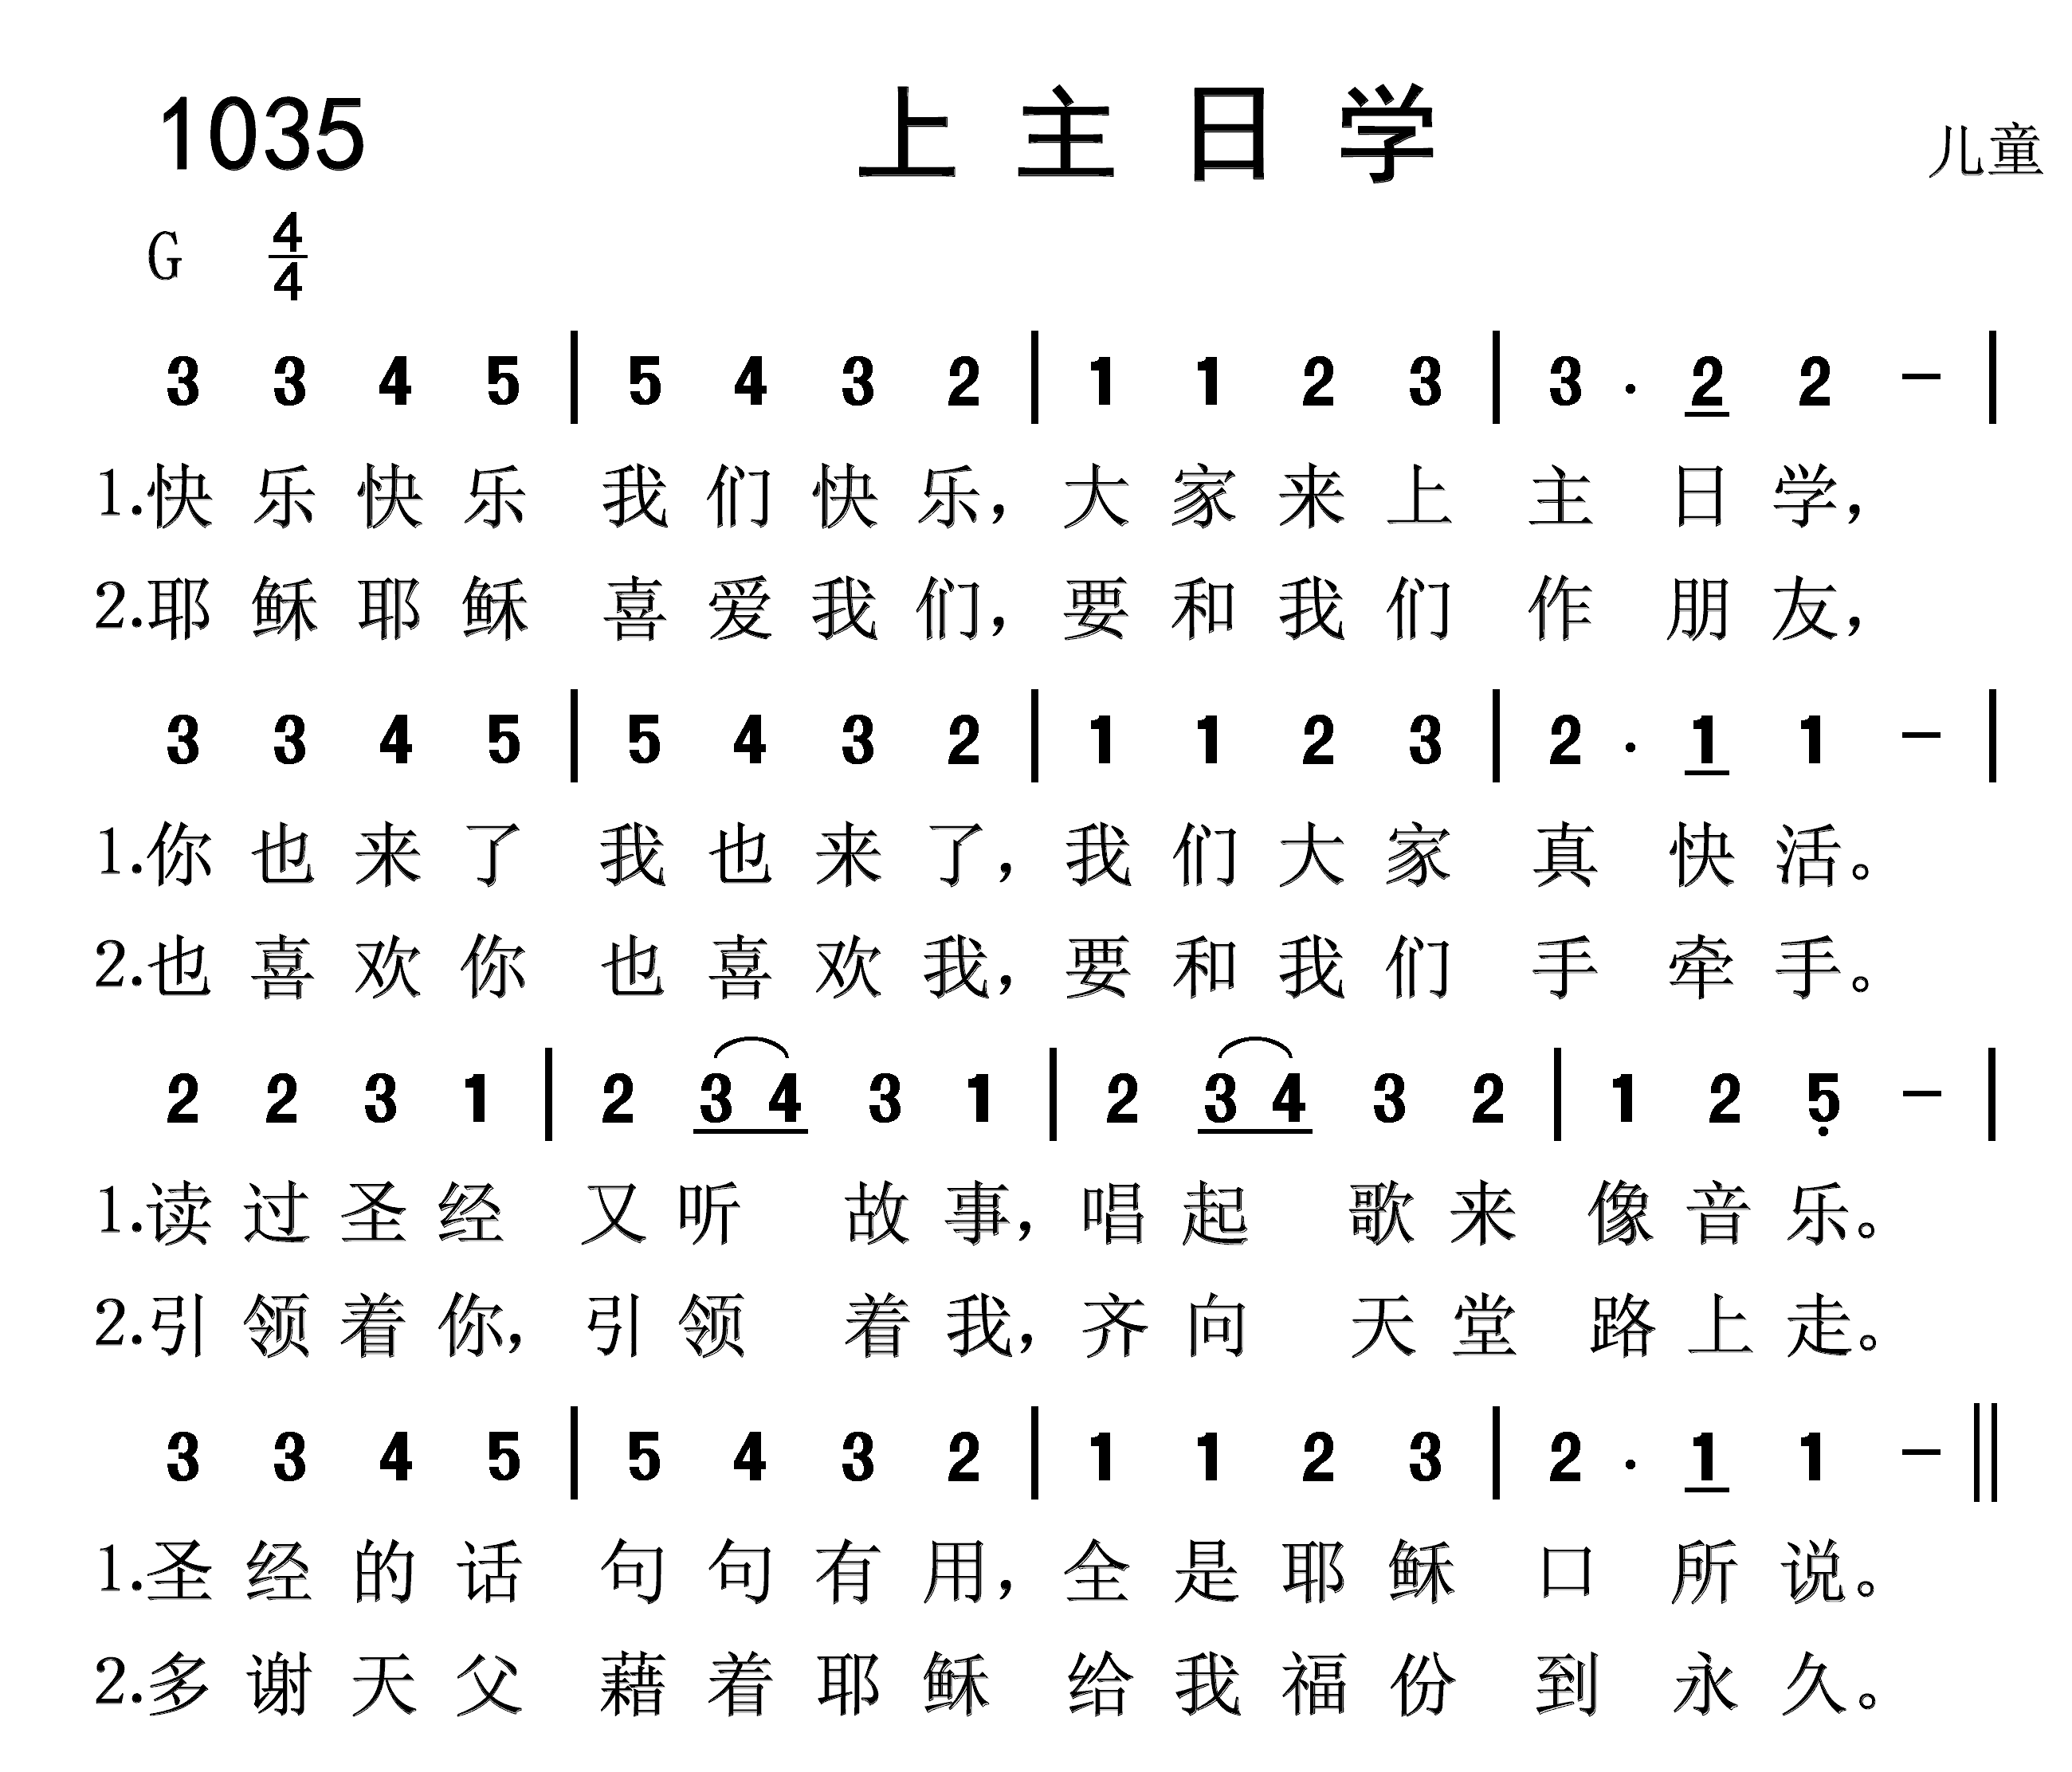 1035 上主日学 儿童
G 4/4
3 3 4 5 | 5 4 3 2 | 1 1 2 3 | 3 · 2 2 － |
1.快乐快乐 我们快乐，大家来上 主日学，
2.耶稣耶稣 喜爱我们，要和我们 作朋友，
3 3 4 5 | 5 4 3 2 | 1 1 2 3 | 2 · 1 1 － |
1.你也来了 我也来了，我们大家 真快活。
2.也喜欢你 也喜欢我，要和我们 手牵手。
2 2 3 1 | 2 3 4 3 1 | 2 3 4 3 2 | 1 2 5 － |
1.读过圣经 又听故事，唱起歌来 像音乐。
2.引领着你，引领着我，齐向天堂 路上走。
3 3 4 5 | 5 4 3 2 | 1 1 2 3 | 2 · 1 1 － ||
1.圣经的话 句句有用，全是耶稣 口所说。
2.多谢天父 藉着耶稣 给我福份 到永久。